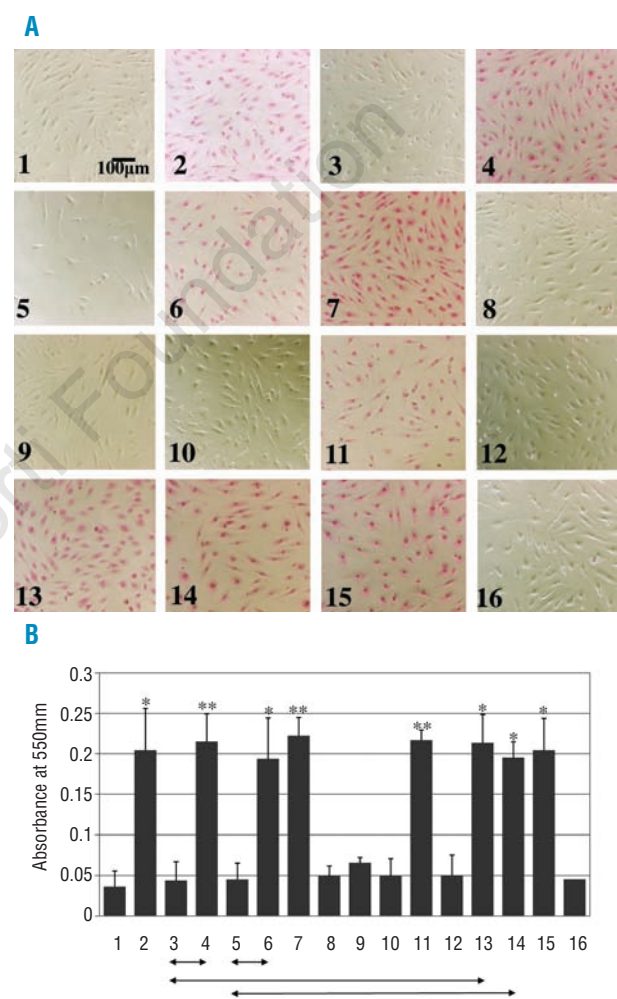 A
1 100µm 2 3 4
5 6 7 8
9 10 11 12
13 14 15 16
orti Foundation
B
0.3
0.25
0.2
0.15
0.1
0.05
0
Absorbance at 550mm
* ** * ** ** * * *
1 2 3 4 5 6 7 8 9 10 11 12 13 14 15 16